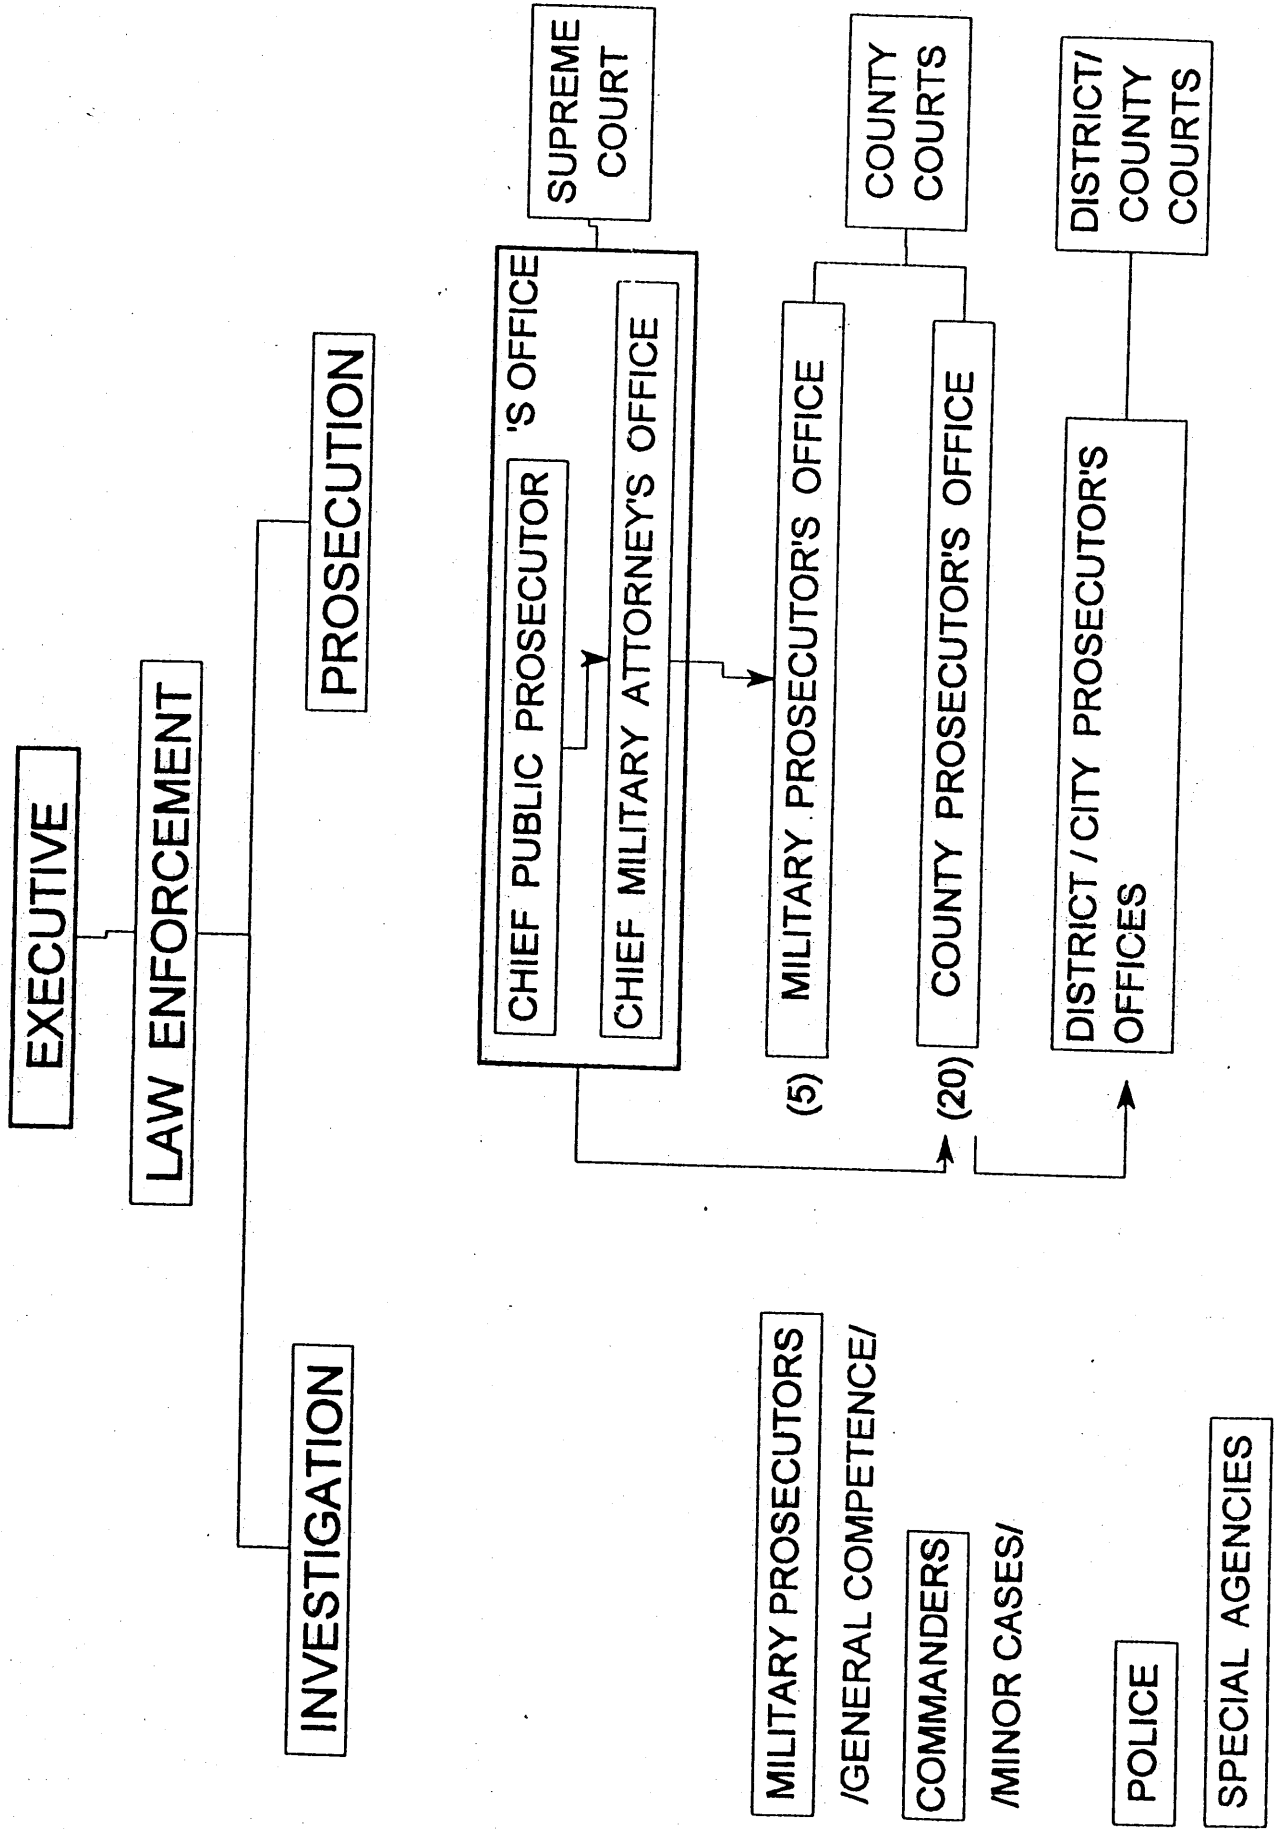 EXECUTIVE
LAW ENFORCEMENT
INVESTIGATION
PROSECUTION
CHIEF PUBLIC PROSECUTOR 'S OFFICE
SUPREME
COURT
CHIEF MILITARY ATTORNEY'S OFFICE
MILITARY PROSECUTORS
/GENERAL COMPETENCE/
(5) MILITARY PROSECUTOR'S OFFICE
COUNTY
COURTS
COMMANDERS
/MINOR CASES/
(20) COUNTY PROSECUTOR'S OFFICE
DISTRICT / CITY PROSECUTOR'S
OFFICES
DISTRICT/
COUNTY
COURTS
POLICE
SPECIAL AGENCIES